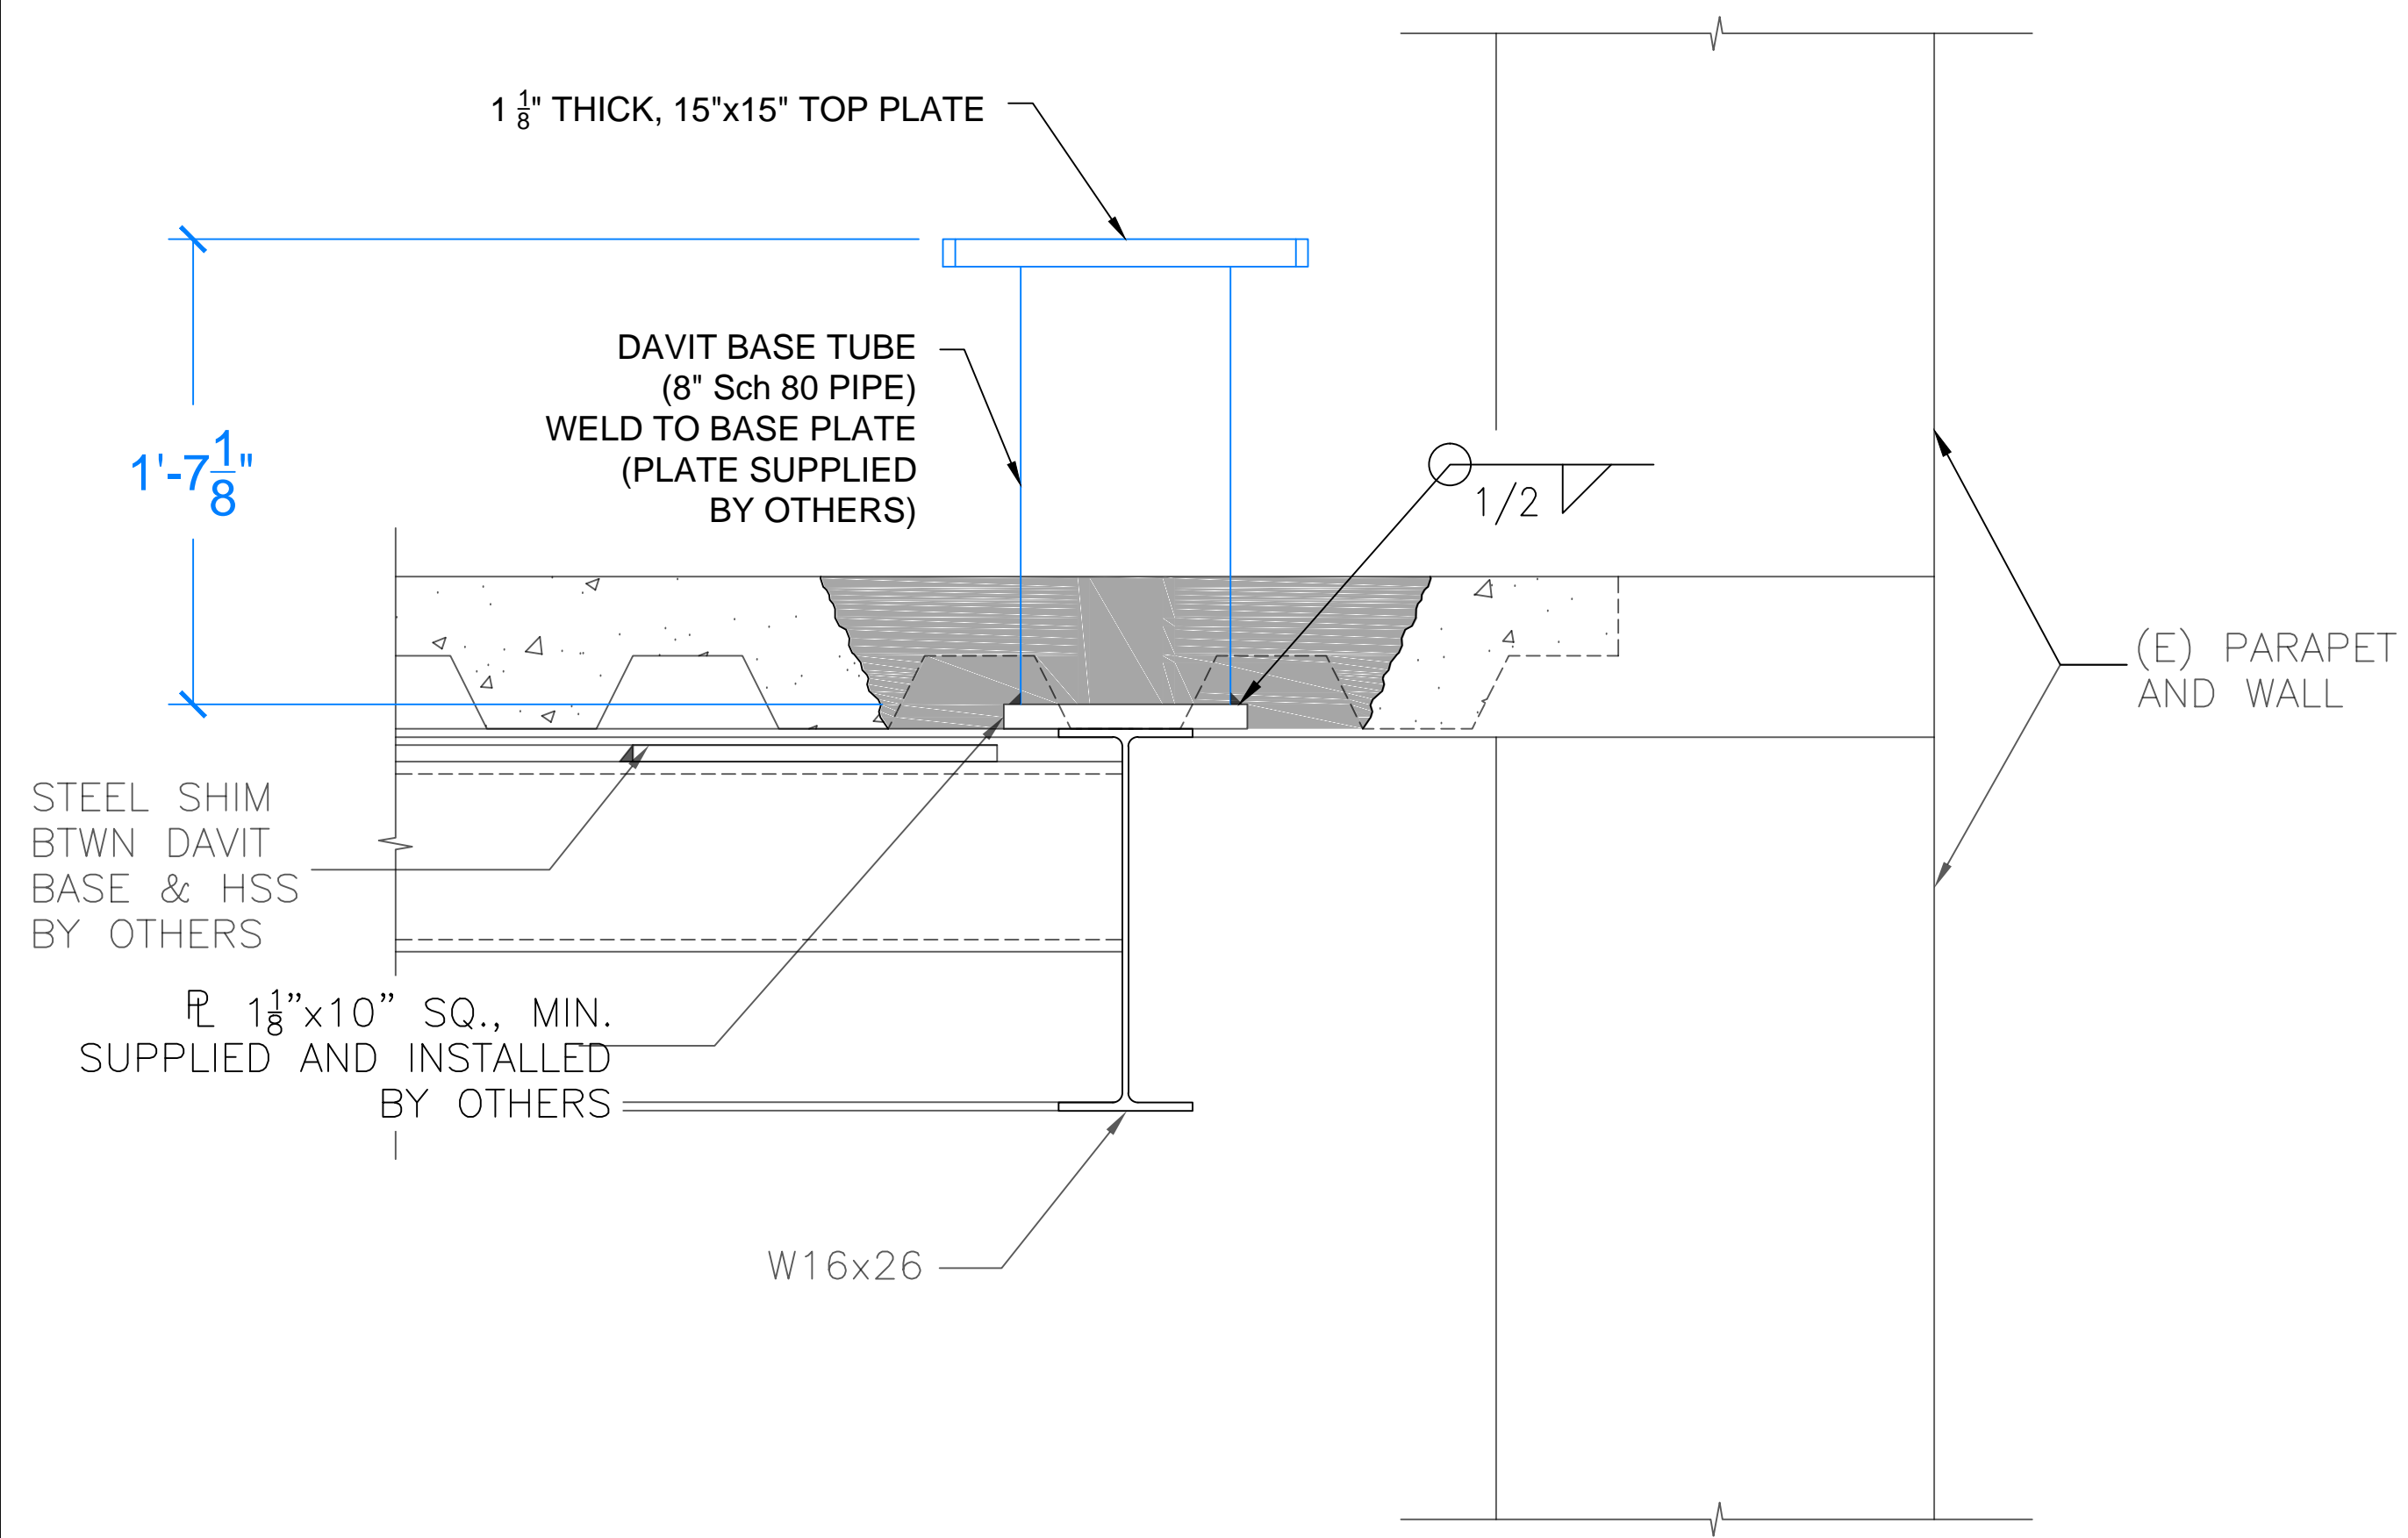 1 1/8" THICK, 15"x15" TOP PLATE
DAVIT BASE TUBE
(8" Sch 80 PIPE)
WELD TO BASE PLATE
(PLATE SUPPLIED
BY OTHERS)
1'-7 1/8"
1/2
(E) PARAPET
AND WALL
STEEL SHIM
BTWN DAVIT
BASE & HSS
BY OTHERS
℄ 1 1/8”x10” SQ., MIN.
SUPPLIED AND INSTALLED
BY OTHERS
W16x26